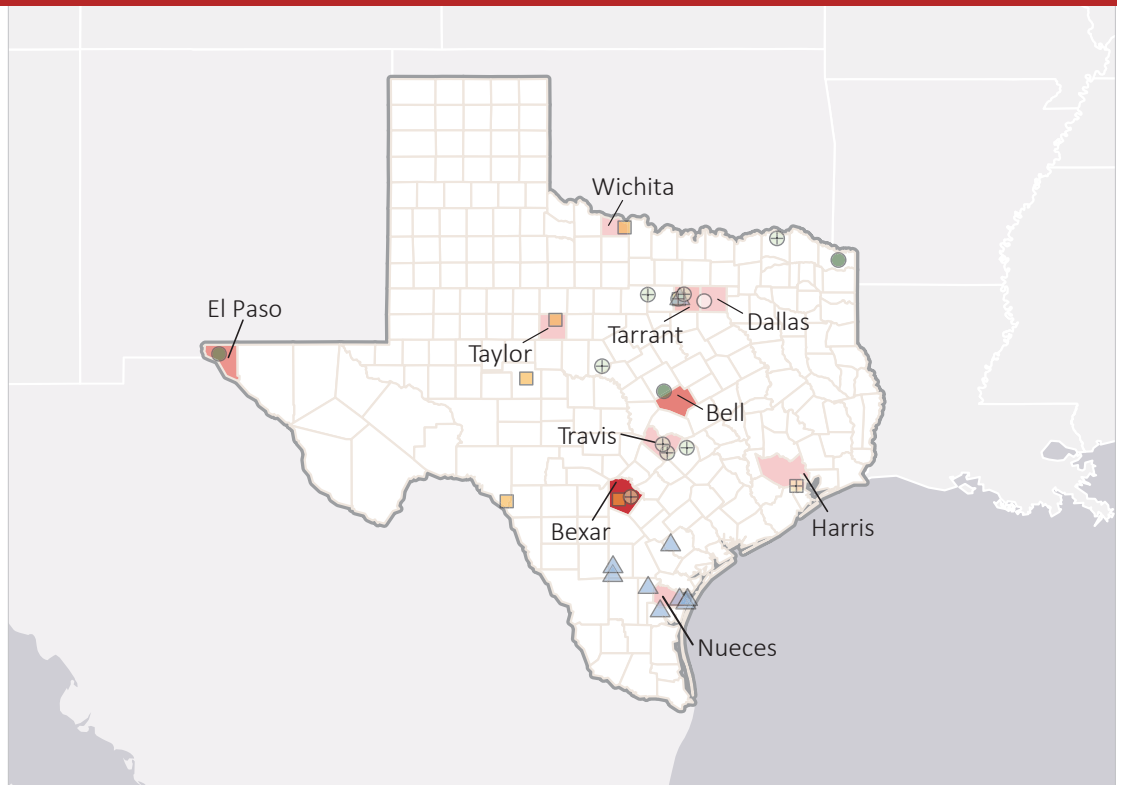 Wichita
El Paso
Dallas
Tarrant
Taylor
Bell
Travis
Harris
Bexar
Nueces